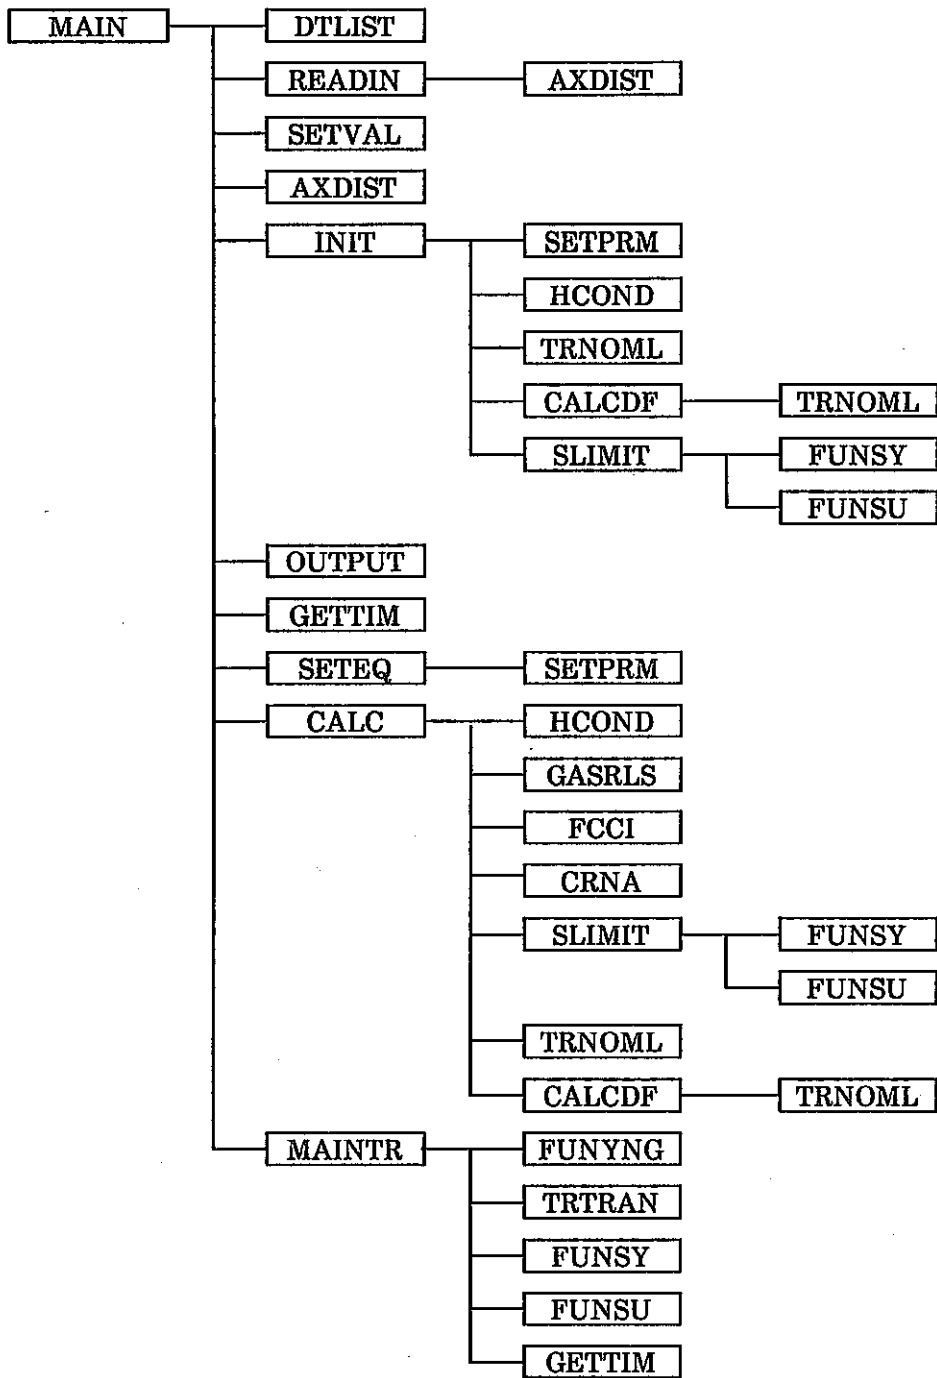 MAIN DTLIST
READIN AXDIST
SETVAL
AXDIST
INIT SETPRM
HCOND
TRNOML
CALCDF TRNOML
SLIMIT FUNSY
FUNSU
OUTPUT
GETTIM
SETEQ SETPRM
CALC HCOND
GASRLS
FCCI
CRNA
SLIMIT FUNSY
FUNSU
TRNOML
CALCDF TRNOML
MAINTR FUNYNG
TRTRAN
FUNSY
FUNSU
GETTIM